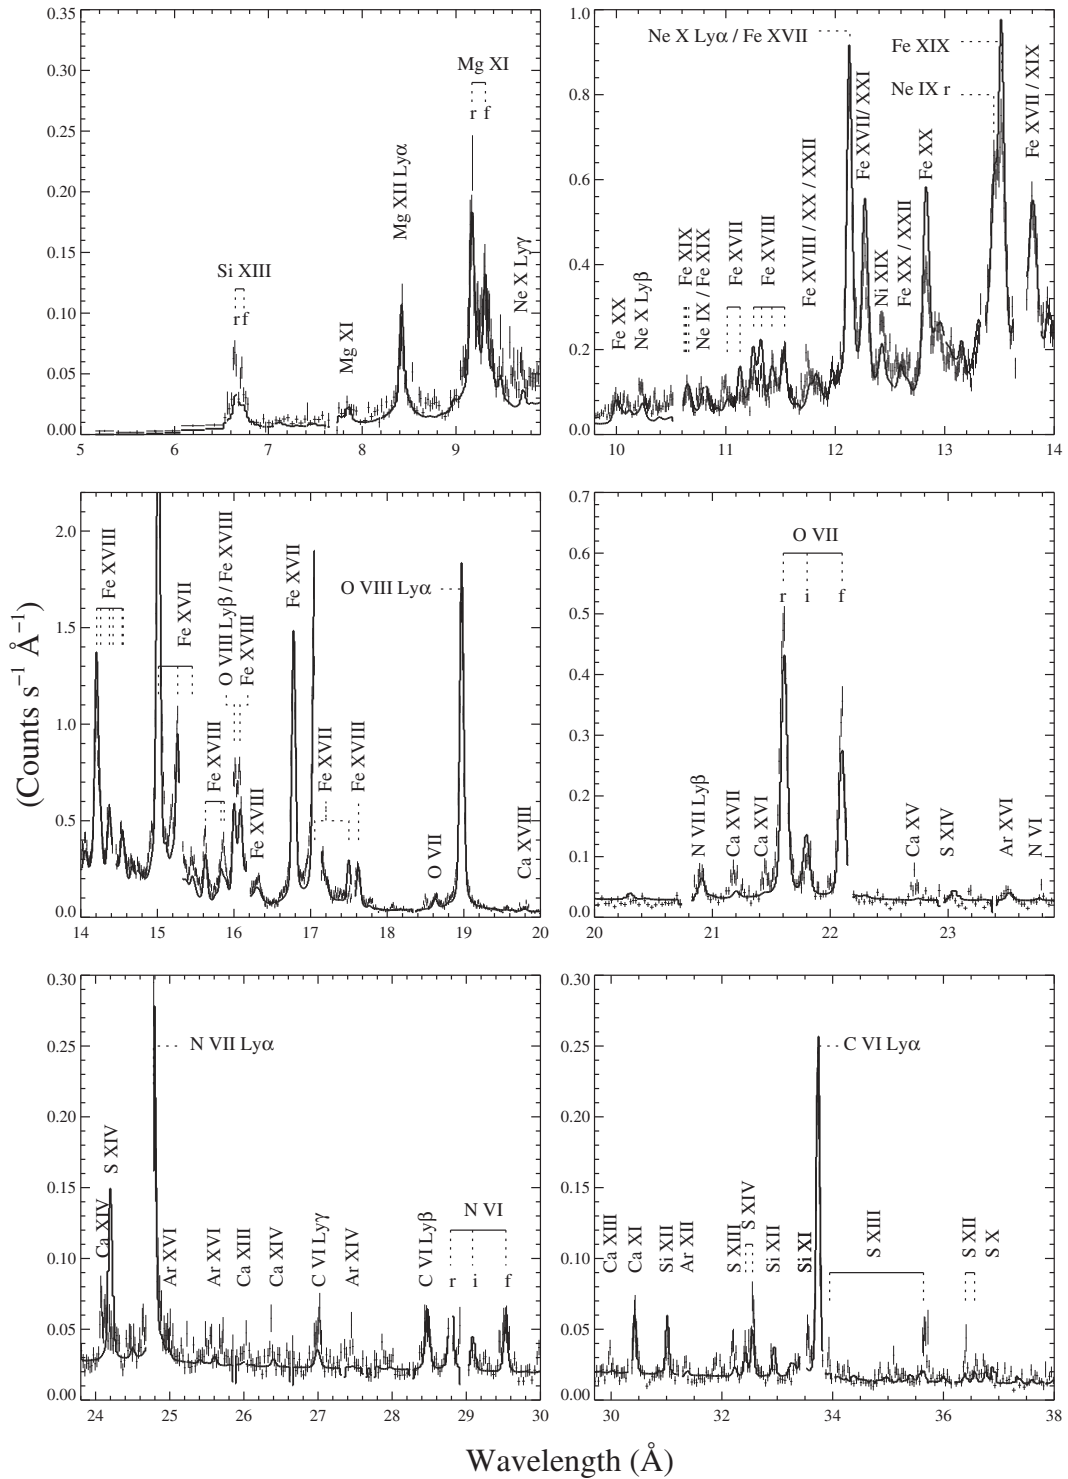 0.35
0.30
0.25
0.20
0.15
0.10
0.05
0.00
5
6
7
8
9
Si XIII
r f
Mg XI
Mg XII Lyα
Mg XI
r f
Ne X Lyγ
1.0
0.8
0.6
0.4
0.2
0.0
10
11
12
13
14
Ne X Lyα / Fe XVII
Fe XIX
Ne IX r
Fe XX
Ne X Lyβ
Fe XIX
Ne IX / Fe XIX
Fe XVII
Fe XVIII
Fe XVIII / XX / XXII
Fe XVII/ XXI
Ni XIX
Fe XX / XXII
Fe XX
Fe XVII / XIX
2.0
1.5
1.0
0.5
0.0
14
15
16
17
18
19
20
Fe XVIII
Fe XVII
Fe XVIII
O VIII Lyβ / Fe XVIII
Fe XVIII
Fe XVIII
Fe XVII
Fe XVII
Fe XVIII
O VIII Lyα
O VII
Ca XVIII
0.7
0.6
0.5
0.4
0.3
0.2
0.1
0.0
20
21
22
23
O VII
r i f
N VII Lyβ
Ca XVII
Ca XVI
Ca XV
S XIV
Ar XVI
N VI
(Counts s⁻¹ Å⁻¹)
0.30
0.25
0.20
0.15
0.10
0.05
0.00
24
25
26
27
28
29
30
N VII Lyα
Ca XIV
S XIV
Ar XVI
Ar XVI
Ca XIII
Ca XIV
C VI Lyγ
Ar XIV
C VI Lyβ
N VI
r i f
0.30
0.25
0.20
0.15
0.10
0.05
0.00
30
32
34
36
38
C VI Lyα
Ca XIII
Ca XI
Si XII
Ar XII
S XIII
S XIV
Si XII
Si XI
S XIII
S XII
S X
Wavelength (Å)